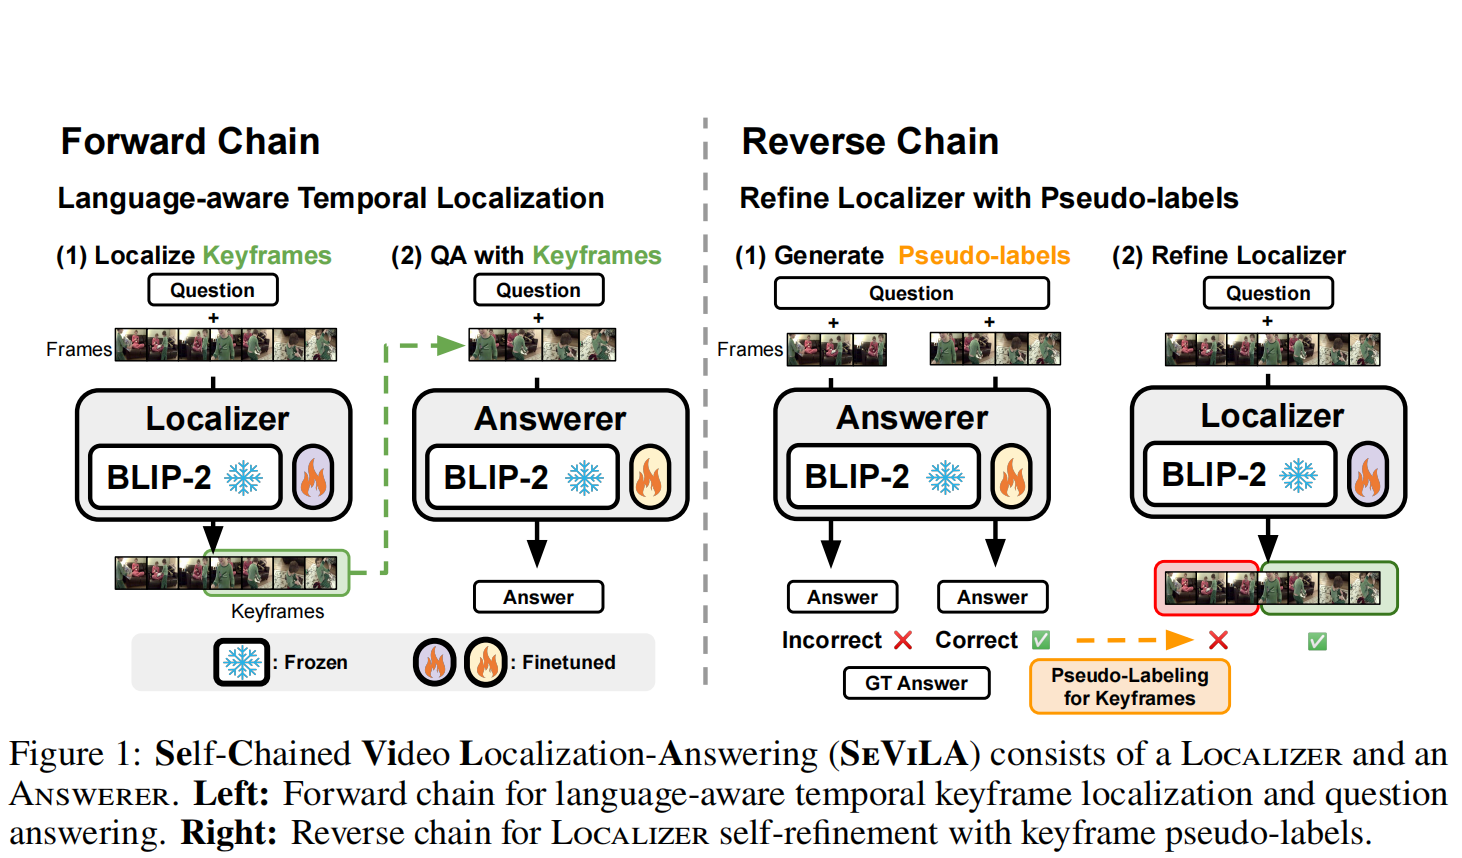 Forward Chain
Language-aware Temporal Localization
(1) Localize Keyframes
Question
+
Frames
Localizer
BLIP-2
Keyframes
(2) QA with Keyframes
Question
+
Answerer
BLIP-2
Answer
: Frozen
: Finetuned
Reverse Chain
Refine Localizer with Pseudo-labels
(1) Generate Pseudo-labels
Question
+ +
Frames
Answerer
BLIP-2
Answer Answer
Incorrect Correct
GT Answer
Pseudo-Labeling
for Keyframes
(2) Refine Localizer
Question
+
Localizer
BLIP-2
Figure 1: Self-Chained Video Localization-Answering (SEVILA) consists of a LOCALIZER and an
ANSWERER. Left: Forward chain for language-aware temporal keyframe localization and question
answering. Right: Reverse chain for LOCALIZER self-refinement with keyframe pseudo-labels.